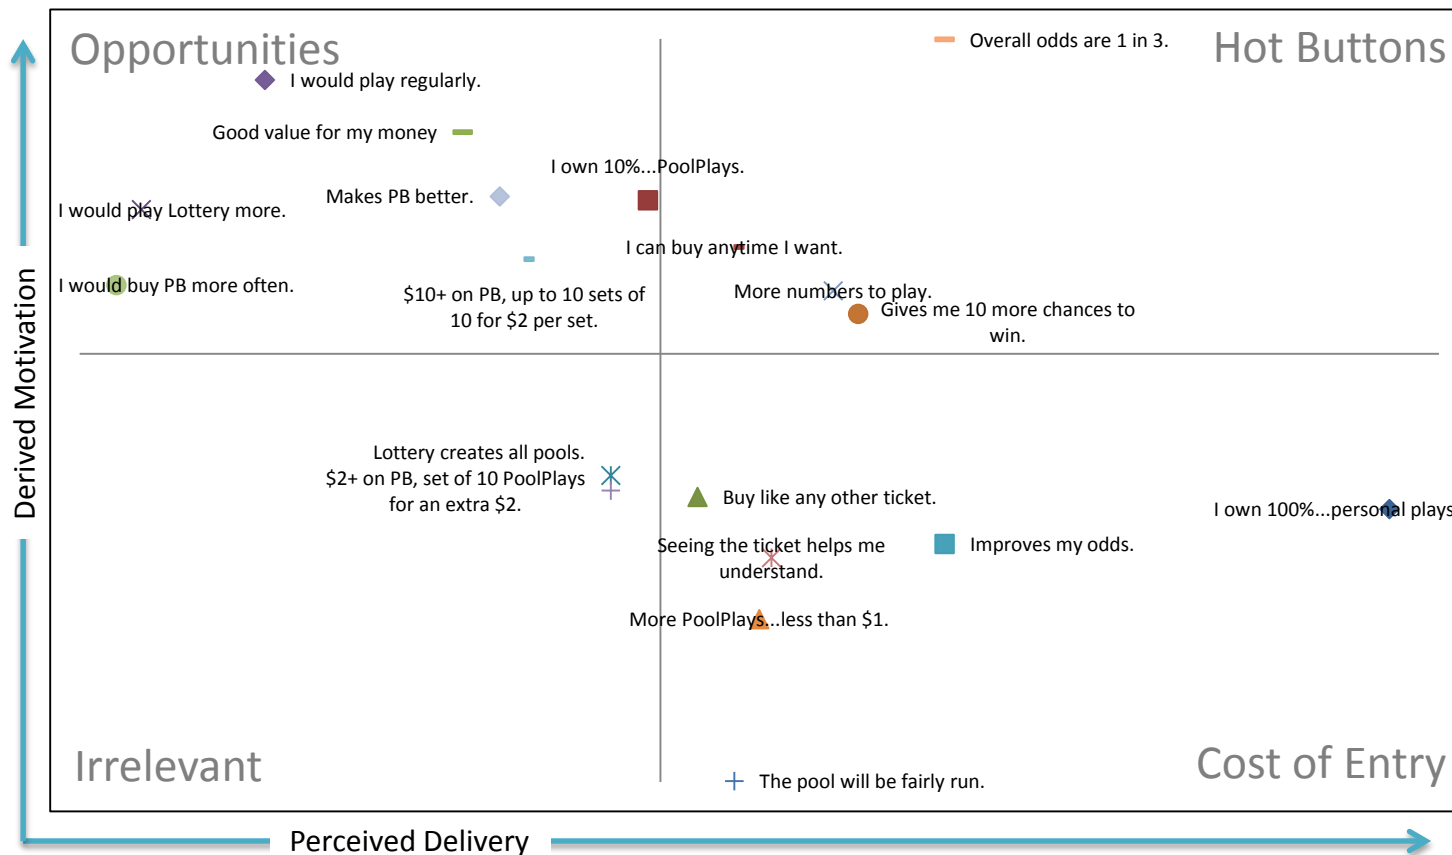 Opportunities
Hot Buttons
Overall odds are 1 in 3.
I would play regularly.
Good value for my money
I own 10%...PoolPlays.
Makes PB better.
I would play Lottery more.
I can buy anytime I want.
I would buy PB more often.
$10+ on PB, up to 10 sets of
10 for $2 per set.
More numbers to play.
Gives me 10 more chances to
win.
Derived Motivation
Lottery creates all pools.
$2+ on PB, set of 10 PoolPlays
for an extra $2.
Buy like any other ticket.
I own 100%...personal plays
Seeing the ticket helps me
understand.
Improves my odds.
More PoolPlays...less than $1.
Irrelevant
Cost of Entry
The pool will be fairly run.
Perceived Delivery